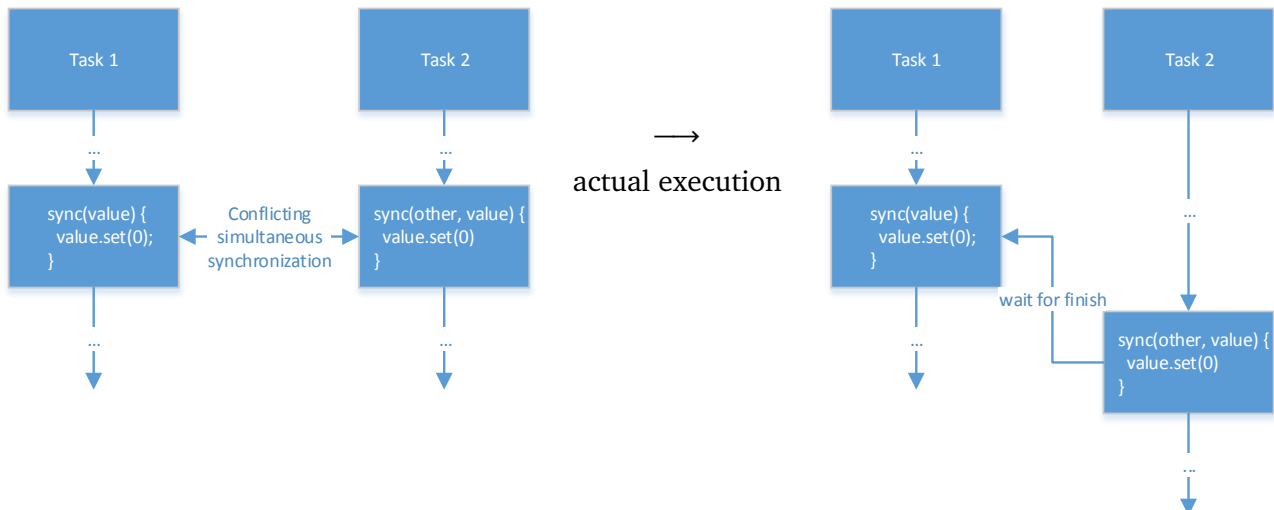 Task 1
Task 2
...
...
sync(value) {
value.set(0);
}
Conflicting
simultaneous
synchronization
sync(other, value) {
value.set(0)
}
...
...
⟶
actual execution
Task 1
Task 2
...
...
sync(value) {
value.set(0);
}
wait for finish
sync(other, value) {
value.set(0)
}
...
...